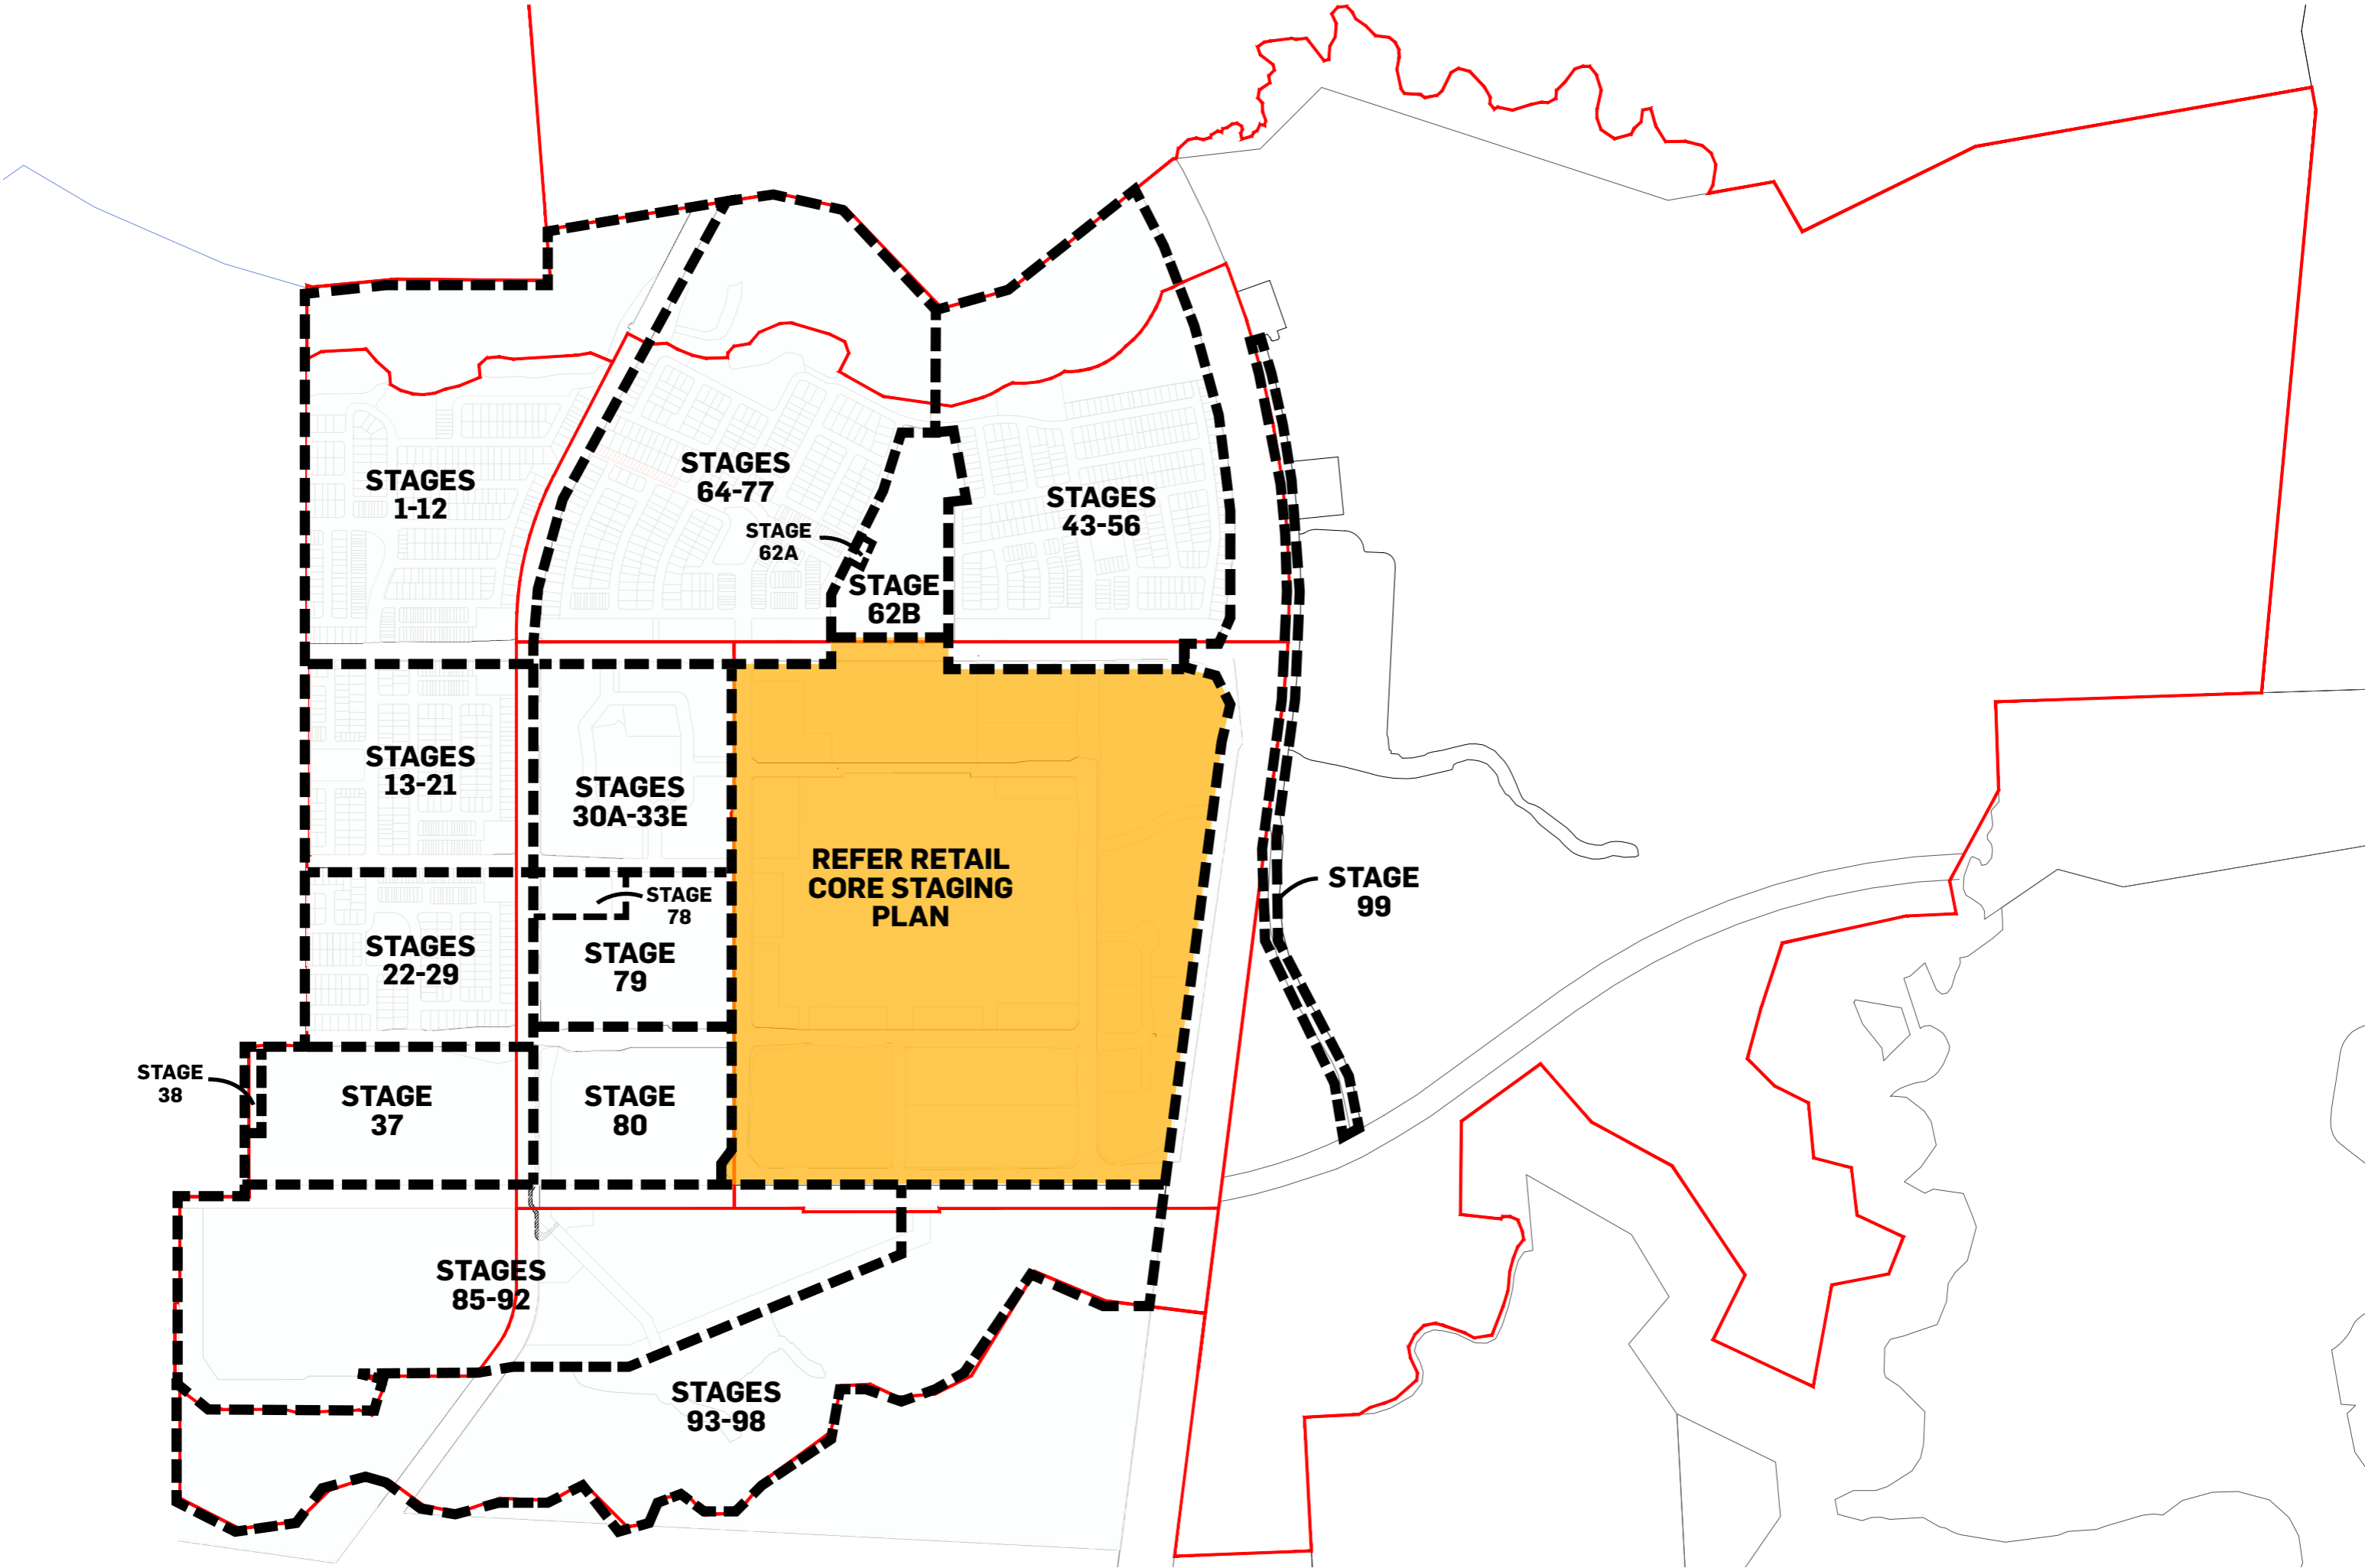 STAGES
64-77
STAGES
1-12
STAGES
43-56
STAGE
62A
STAGE
62B
STAGES
13-21
STAGES
30A-33E
REFER RETAIL
CORE STAGING
PLAN
STAGE
99
STAGE
78
STAGES
22-29
STAGE
79
STAGE
38
STAGE
37
STAGE
80
STAGES
85-92
STAGES
93-98